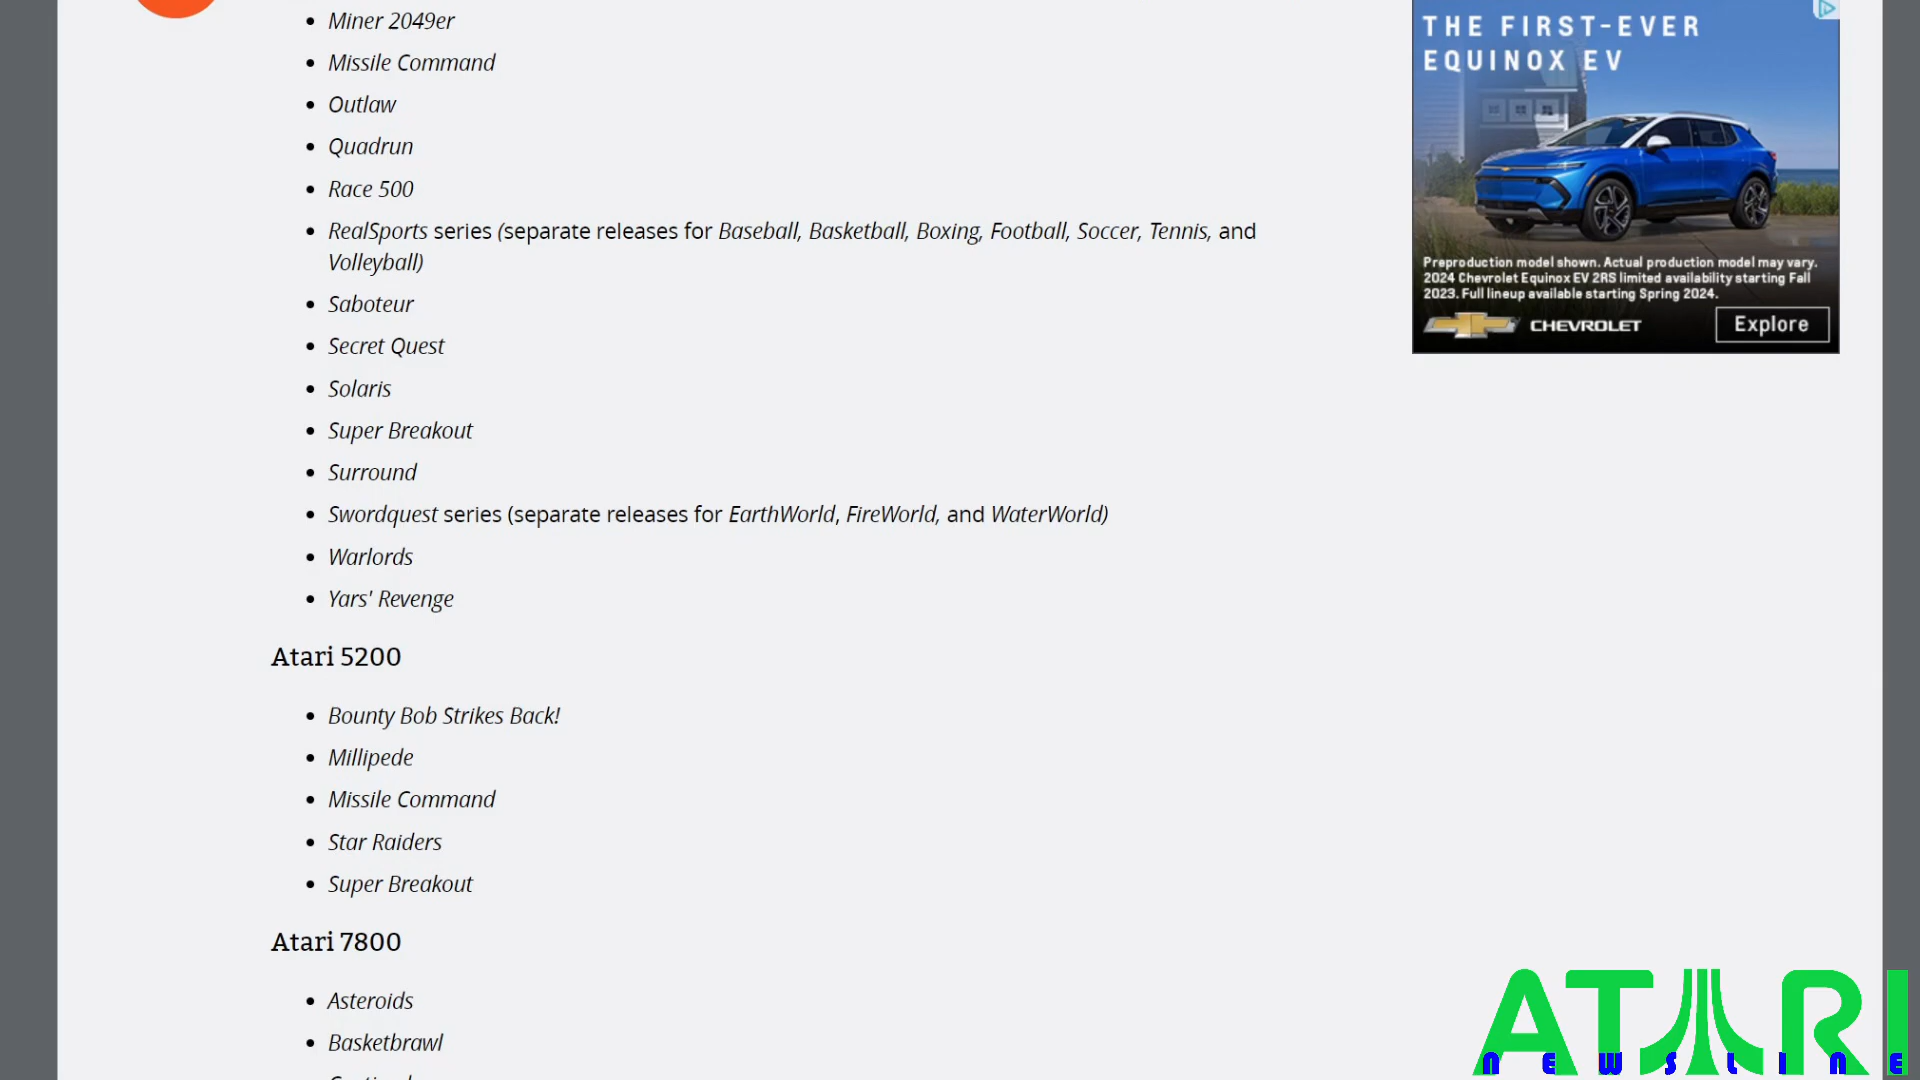 Miner 2049er
Missile Command
Outlaw
Quadrun
Race 500
RealSports series (separate releases for Baseball, Basketball, Boxing, Football, Soccer, Tennis, and
Volleyball)
Saboteur
Secret Quest
Solaris
Super Breakout
Surround
Swordquest series (separate releases for EarthWorld, FireWorld, and WaterWorld)
Warlords
Yars' Revenge
Atari 5200
Bounty Bob Strikes Back!
Millipede
Missile Command
Star Raiders
Super Breakout
Atari 7800
Asteroids
Basketbrawl
THE FIRST-EVER
EQUINOX EV
Preproduction model shown. Actual production model may vary.
2024 Chevrolet Equinox EV 2RS limited availability starting Fall
2023. Full lineup available starting Spring 2024.
CHEVROLET
Explore
ATARI
NEWSLINE